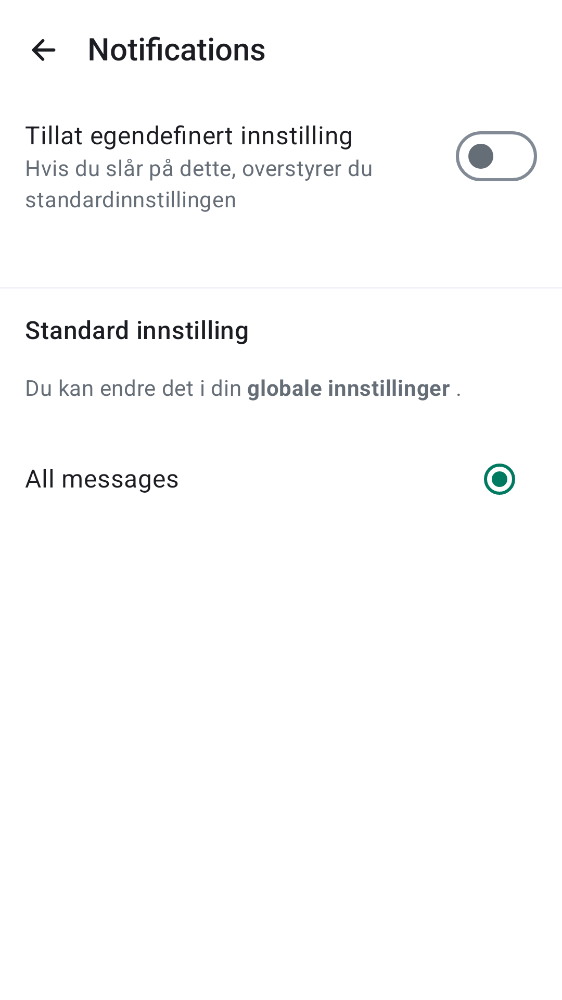 Notifications
Tillat egendefinert innstilling
Hvis du slår på dette, overstyrer du
standardinnstillingen
Standard innstilling
Du kan endre det i din globale innstillinger .
All messages